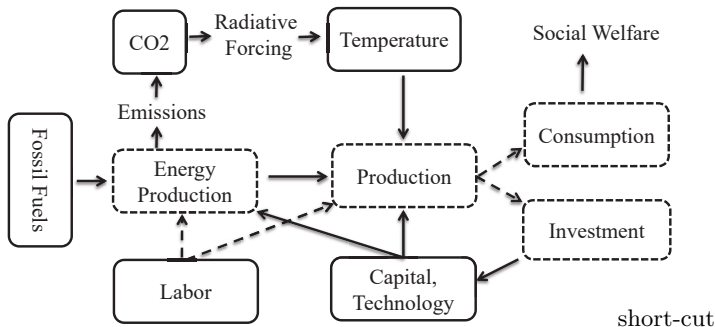 CO2
Radiative
Forcing
Temperature
Social Welfare
Emissions
Fossil Fuels
Energy
Production
Production
Consumption
Investment
Labor
Capital,
Technology
short-cut